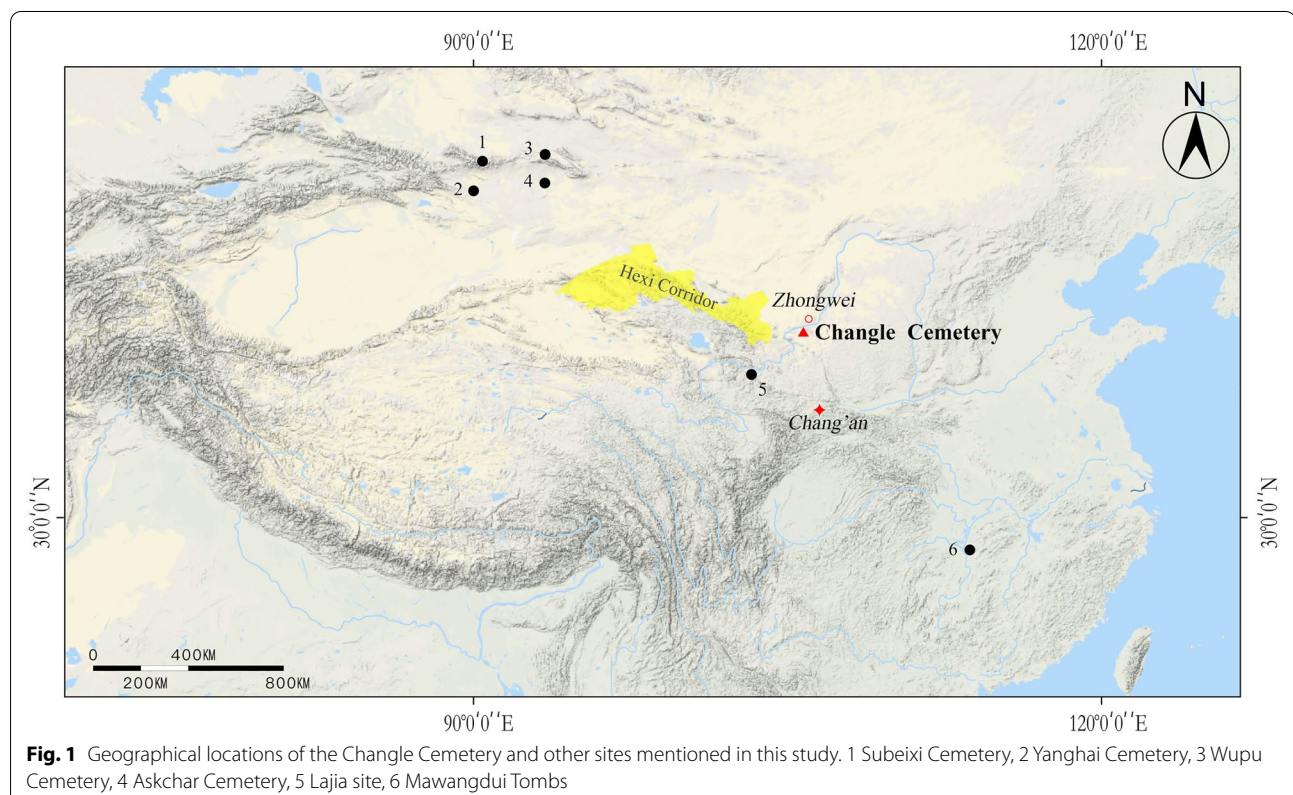 90°0'0''E 120°0'0''E
N
1
3
2
4
Hexi Corridor
Zhongwei
Changle Cemetery
5
Chang'an
30°0'0''N 30°0'0''N
6
0 400KM
200KM 800KM
90°0'0''E 120°0'0''E
Fig. 1 Geographical locations of the Changle Cemetery and other sites mentioned in this study. 1 Subeixi Cemetery, 2 Yanghai Cemetery, 3 Wupu
Cemetery, 4 Askchar Cemetery, 5 Lajia site, 6 Mawangdui Tombs